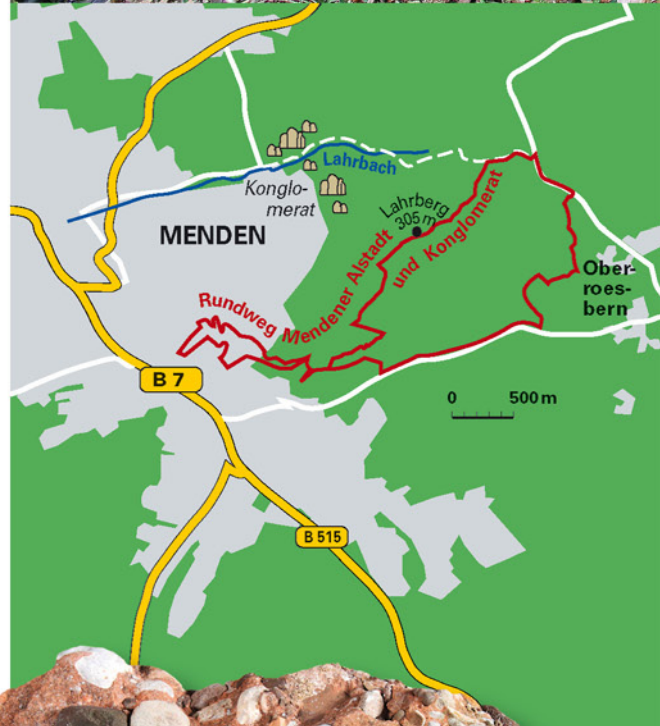 Lahrbach
Konglo-
merat
Lahrberg
305 m
MENDEN
Rundweg Mendener Alstadt
und Konglomerat
Ober-
roes-
bern
B 7
0 500 m
B 515